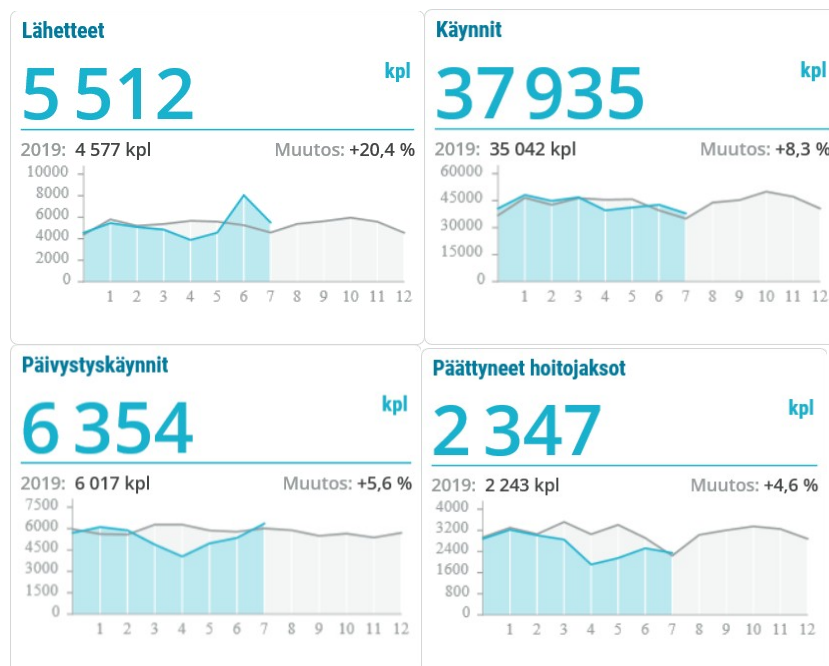 Lähetteet
5 512 kpl
2019: 4 577 kpl Muutos: +20,4 %
10000
8000
6000
4000
2000
0
1 2 3 4 5 6 7 8 9 10 11 12
Käynnit
37 935 kpl
2019: 35 042 kpl Muutos: +8,3 %
60000
45000
30000
15000
0
1 2 3 4 5 6 7 8 9 10 11 12
Päivystyskäynnit
6 354 kpl
2019: 6 017 kpl Muutos: +5,6 %
7500
6000
4500
3000
1500
0
1 2 3 4 5 6 7 8 9 10 11 12
Päättyneet hoitojaksot
2 347 kpl
2019: 2 243 kpl Muutos: +4,6 %
4000
3200
2400
1600
800
0
1 2 3 4 5 6 7 8 9 10 11 12